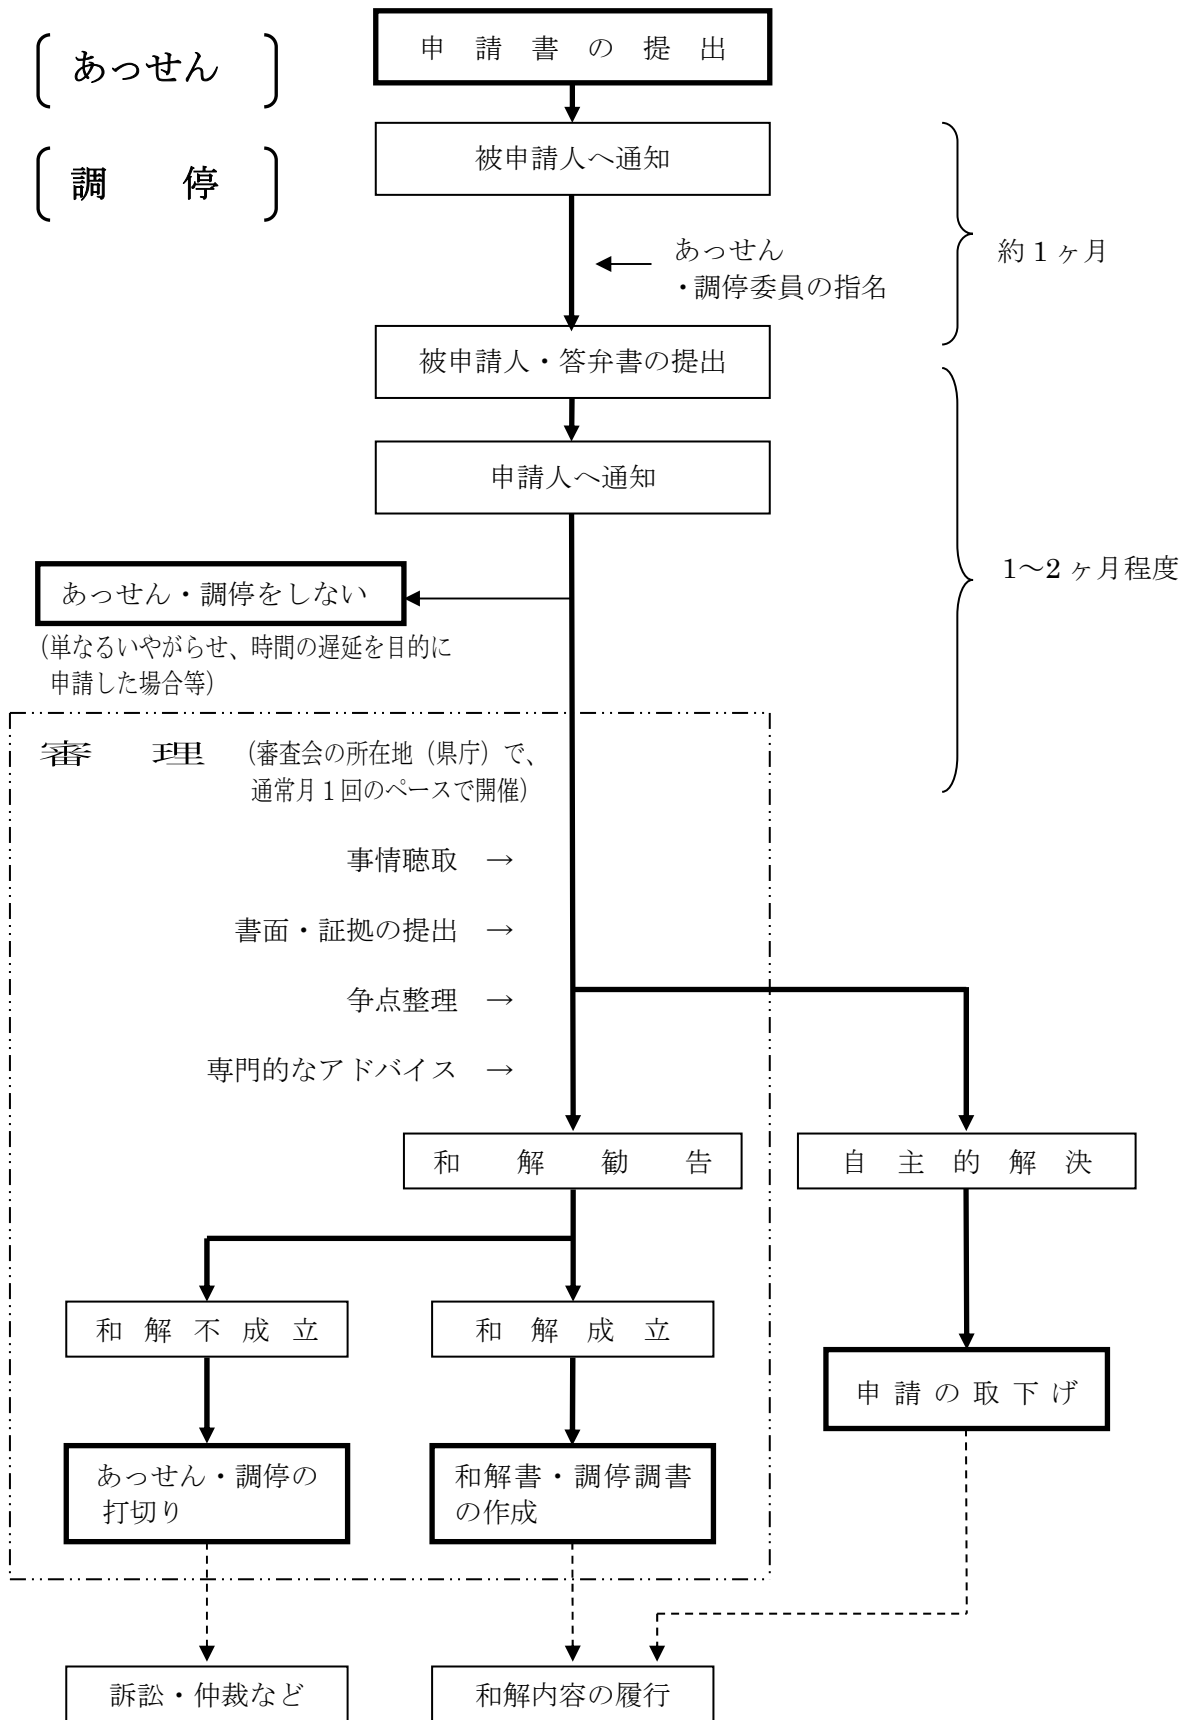 あっせん
調　停
申請書の提出
被申請人へ通知
あっせん
・調停委員の指名
約１ヶ月
被申請人・答弁書の提出
申請人へ通知
1～2ヶ月程度
あっせん・調停をしない
（単なるいやがらせ、時間の遅延を目的に
申請した場合等）
審　理
（審査会の所在地（県庁）で、
通常月１回のペースで開催）
事情聴取　→
書面・証拠の提出　→
争点整理　→
専門的なアドバイス　→
和解勧告
自主的解決
和解不成立
和解成立
申請の取下げ
あっせん・調停の
打切り
和解書・調停調書
の作成
訴訟・仲裁など
和解内容の履行